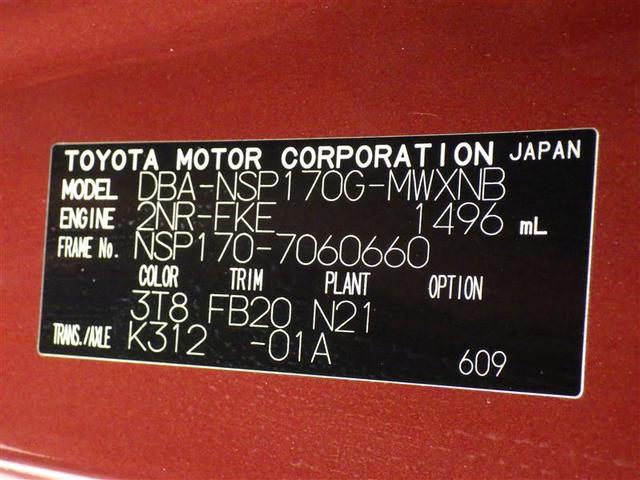 TOYOTA MOTOR CORPORATION JAPAN
MODEL DBA-NSP170G-MWXNB
ENGINE 2NR-FKE 1496 mL
FRAME No. NSP170-7060660
COLOR TRIM PLANT OPTION
3T8 FB20 N21
TRANS./AXLE K312 -01A
609